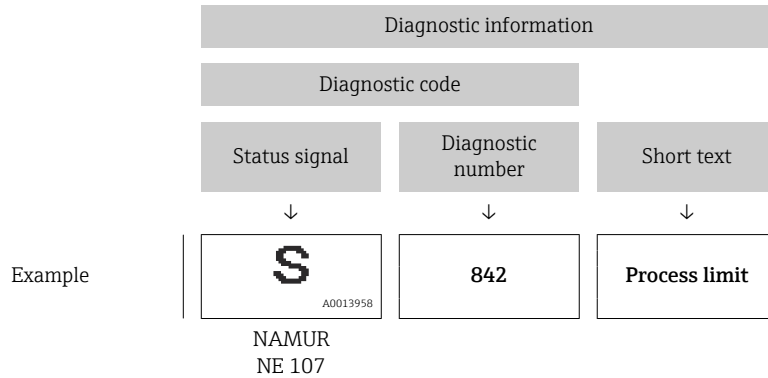 Diagnostic information
Diagnostic code
Status signal
Diagnostic
number
Short text
↓ ↓ ↓
Example
S
A0013958
842
Process limit
NAMUR
NE 107